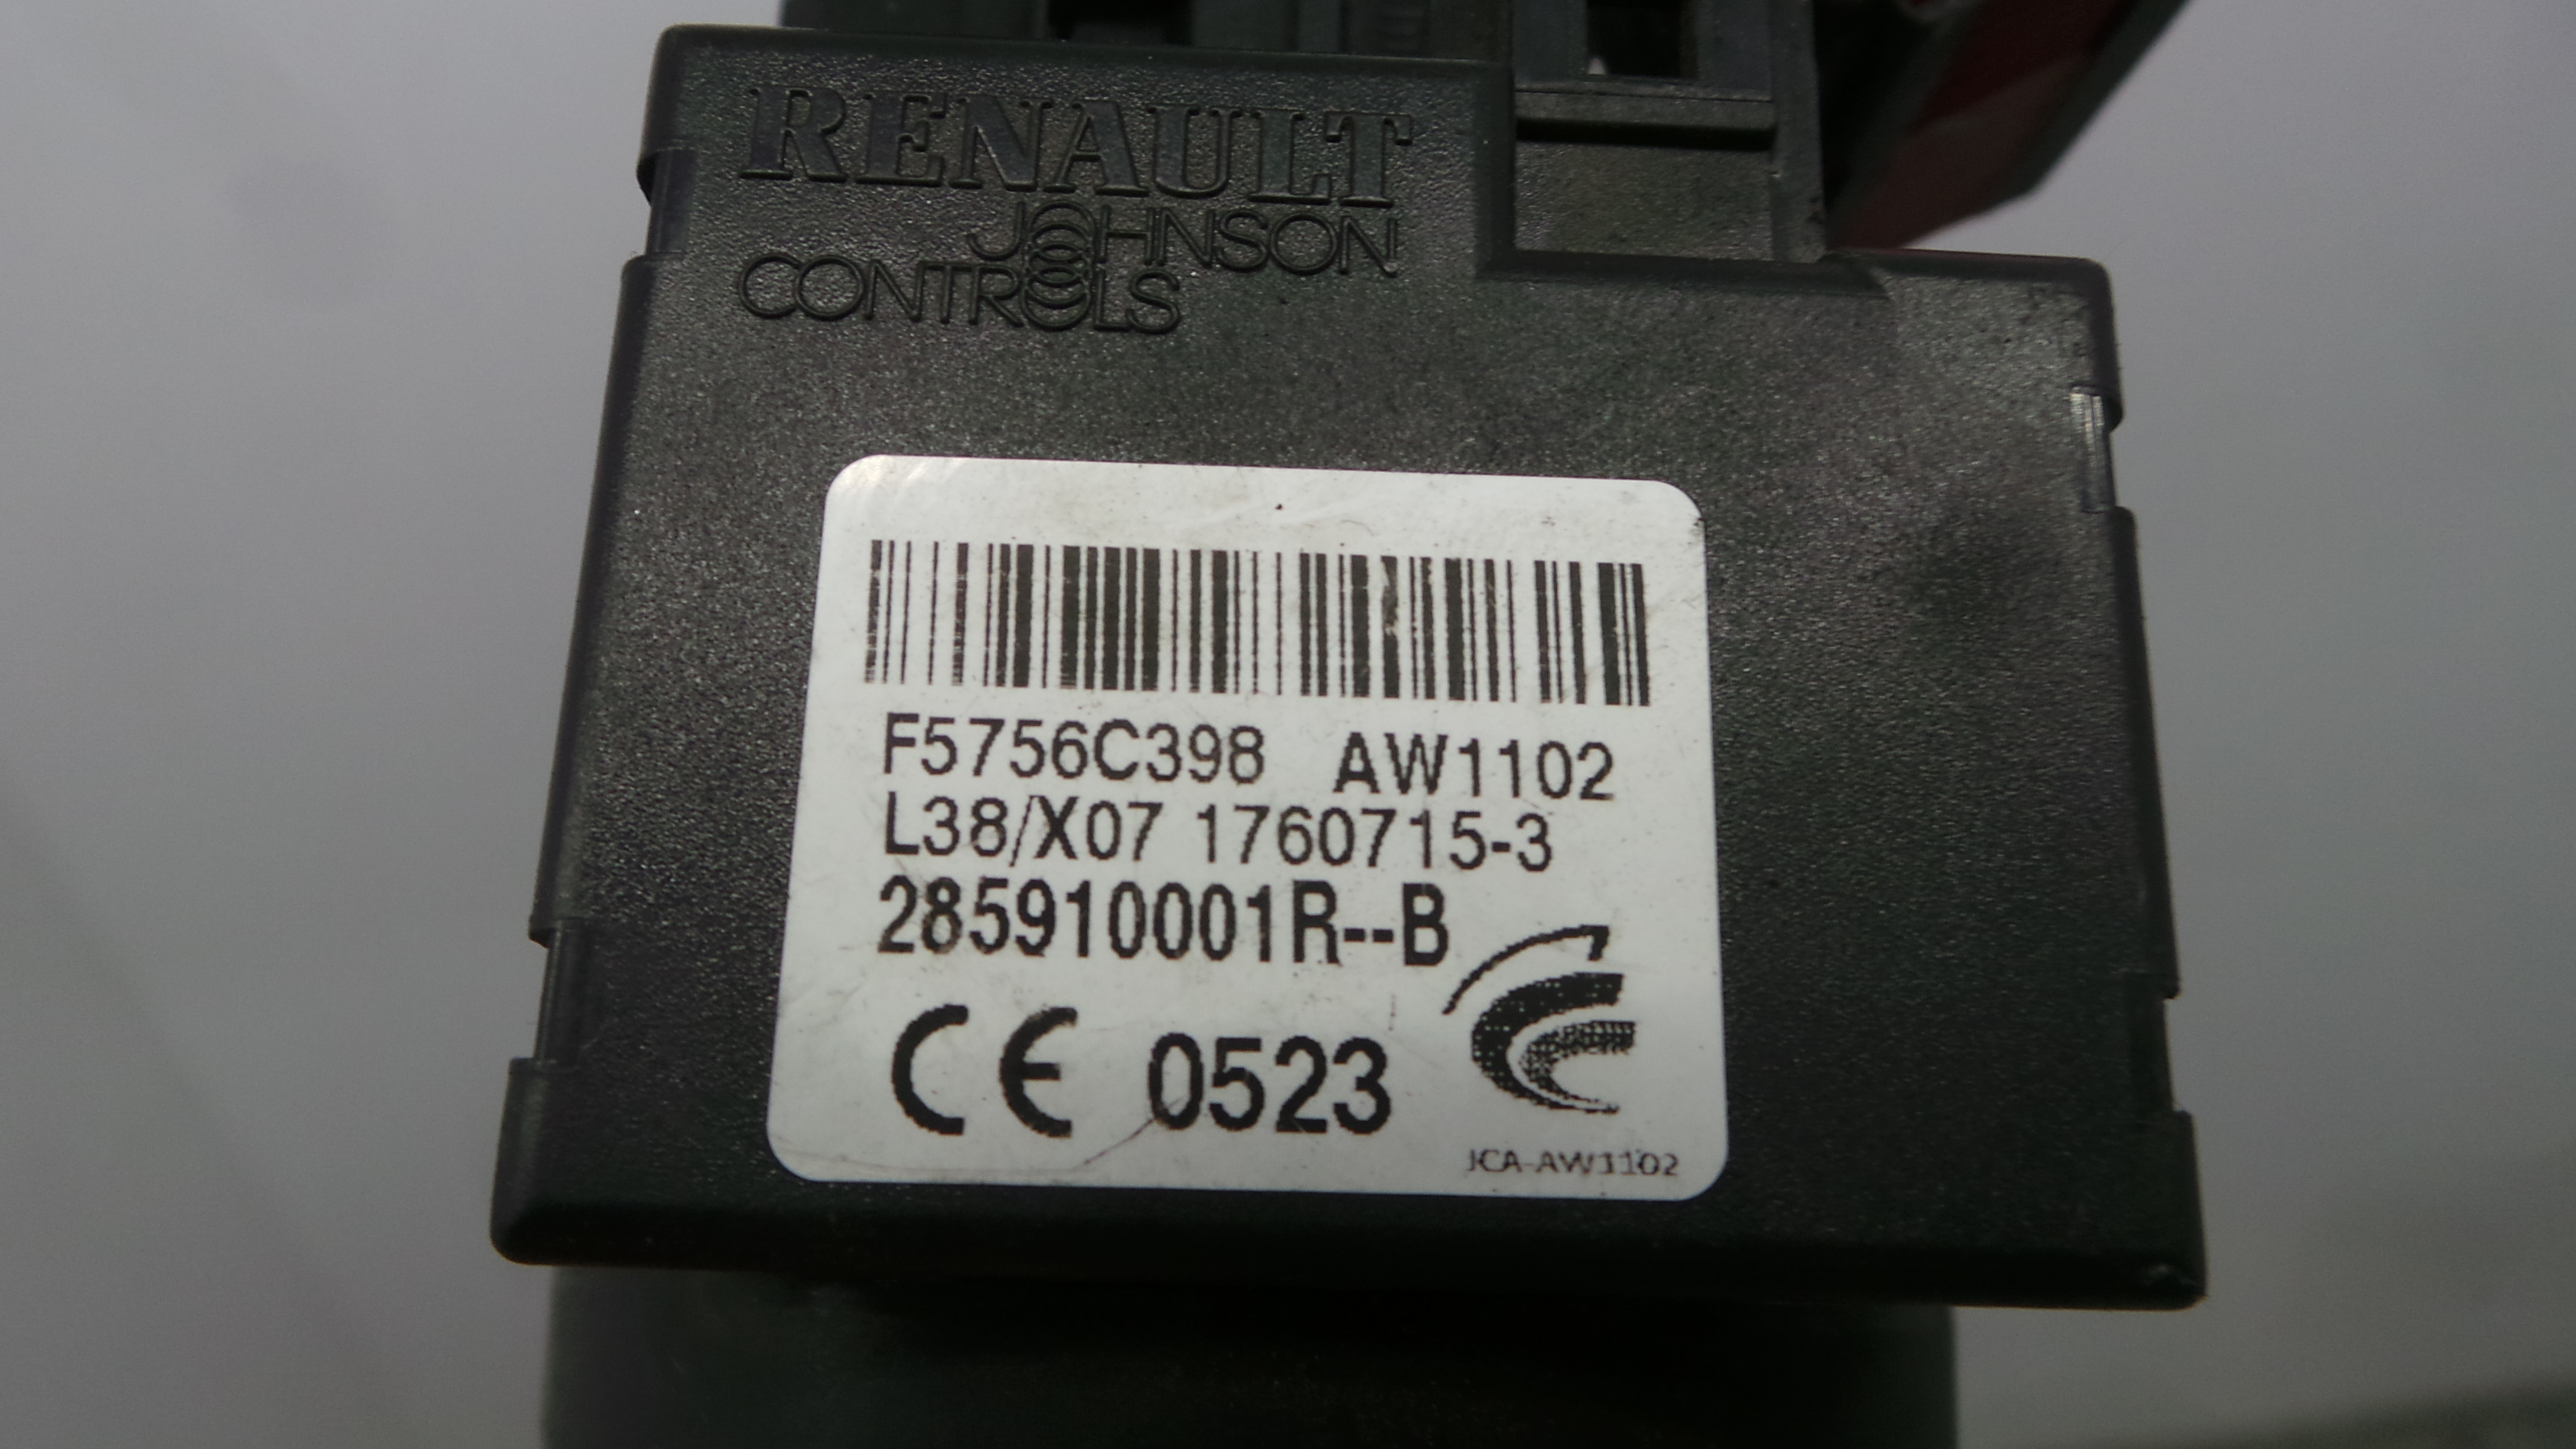 RENAULT
JOHNSON
CONTROLS
F5756C398 AW1102
L38/X07 1760715-3
285910001R--B
CE 0523
JCA-AW1102